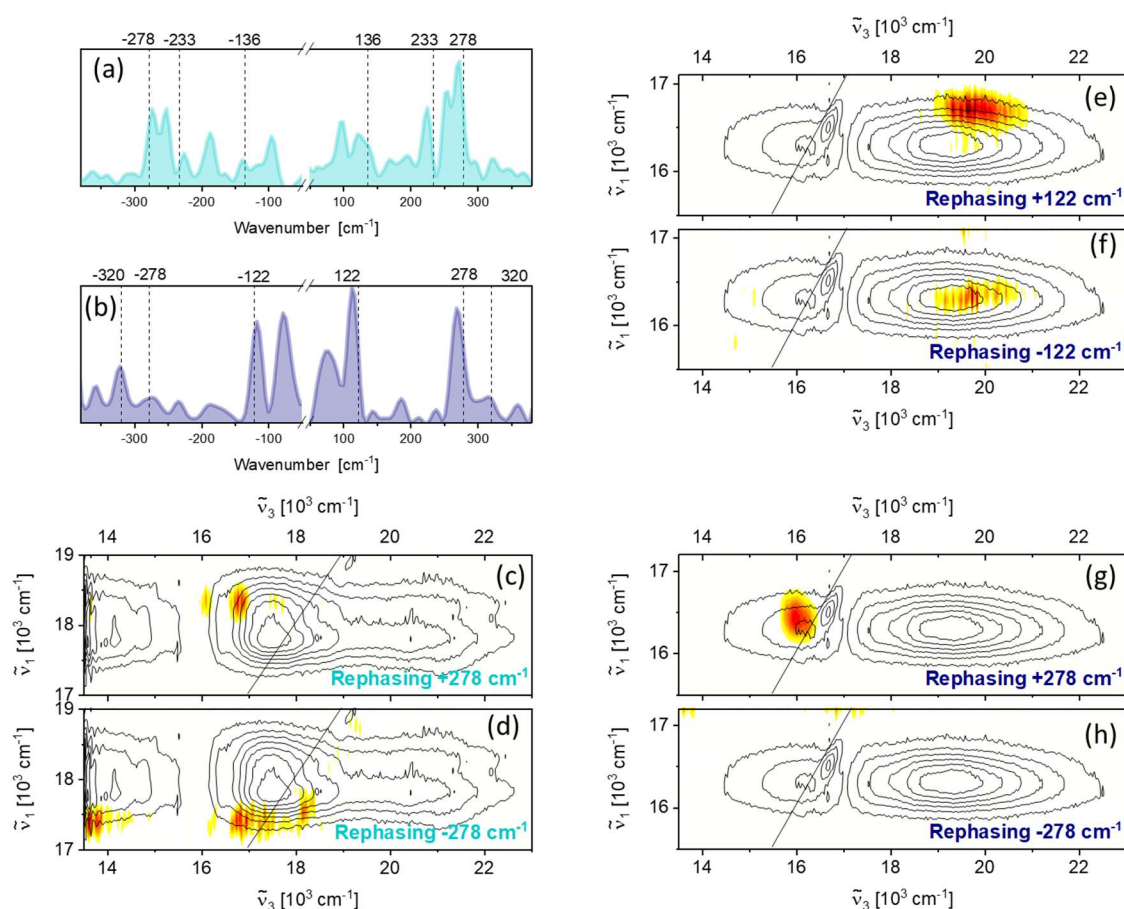 -278 -233 -136 136 233 278
(a)
-300 -200 -100 100 200 300
Wavenumber [cm⁻¹]
-320 -278 -122 122 278 320
(b)
-300 -200 -100 100 200 300
Wavenumber [cm⁻¹]
ν̃₃ [10³ cm⁻¹]
14 16 18 20 22
17
16
ν̃₁ [10³ cm⁻¹]
(e)
Rephasing +122 cm⁻¹
17
16
ν̃₁ [10³ cm⁻¹]
(f)
Rephasing -122 cm⁻¹
14 16 18 20 22
ν̃₃ [10³ cm⁻¹]
ν̃₃ [10³ cm⁻¹]
14 16 18 20 22
19
18
17
ν̃₁ [10³ cm⁻¹]
(c)
Rephasing +278 cm⁻¹
19
18
17
ν̃₁ [10³ cm⁻¹]
(d)
Rephasing -278 cm⁻¹
14 16 18 20 22
ν̃₃ [10³ cm⁻¹]
ν̃₃ [10³ cm⁻¹]
14 16 18 20 22
17
16
ν̃₁ [10³ cm⁻¹]
(g)
Rephasing +278 cm⁻¹
17
16
ν̃₁ [10³ cm⁻¹]
(h)
Rephasing -278 cm⁻¹
14 16 18 20 22
ν̃₃ [10³ cm⁻¹]